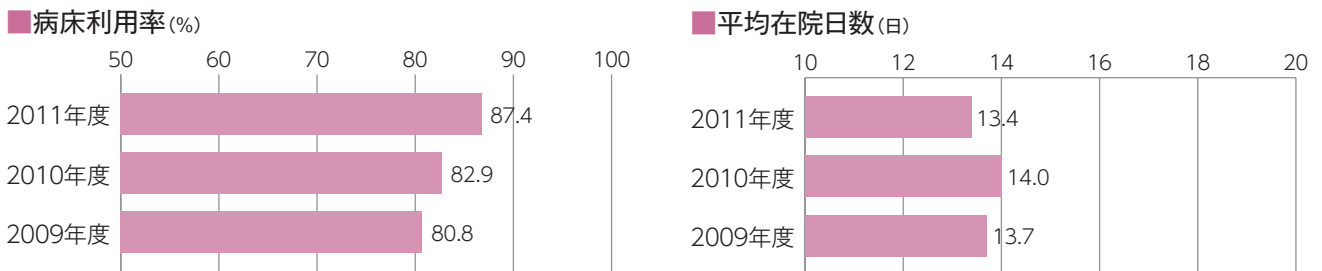 ■病床利用率(%)
50 60 70 80 90 100
2011年度 87.4
2010年度 82.9
2009年度 80.8
■平均在院日数(日)
10 12 14 16 18 20
2011年度 13.4
2010年度 14.0
2009年度 13.7